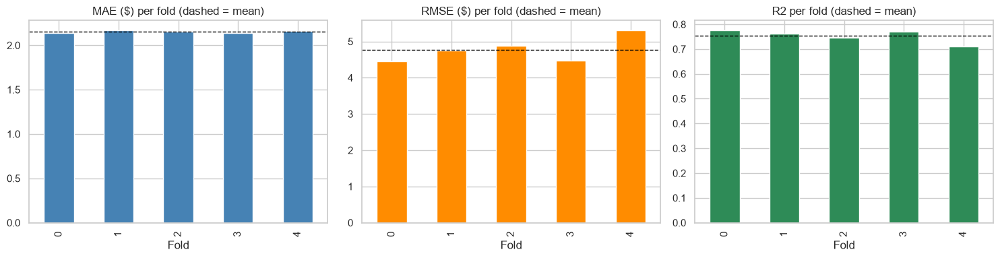 MAE ($) per fold (dashed = mean)
2.0
1.5
1.0
0.5
0.0
0 1 2 3 4
Fold
RMSE ($) per fold (dashed = mean)
5
4
3
2
1
0
0 1 2 3 4
Fold
R2 per fold (dashed = mean)
0.8
0.7
0.6
0.5
0.4
0.3
0.2
0.1
0.0
0 1 2 3 4
Fold